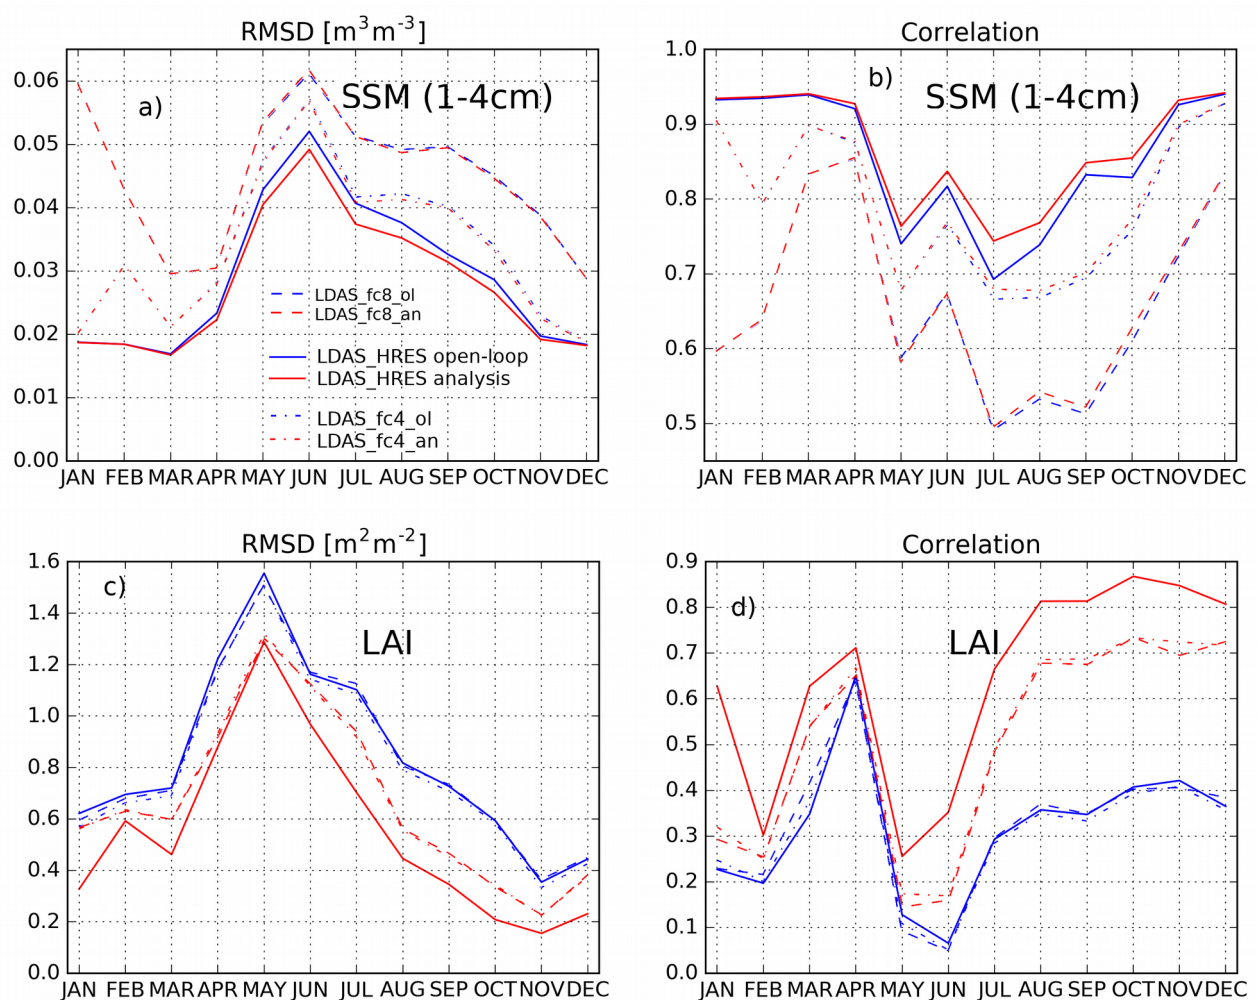 RMSD [m³m⁻³]
0.06
0.05
0.04
0.03
0.02
0.01
0.00
a)
SSM (1-4cm)
LDAS_fc8_ol
LDAS_fc8_an
LDAS_HRES open-loop
LDAS_HRES analysis
LDAS_fc4_ol
LDAS_fc4_an
JAN FEB MAR APR MAY JUN JUL AUG SEP OCT NOV DEC
Correlation
1.0
0.9
0.8
0.7
0.6
0.5
b)
SSM (1-4cm)
JAN FEB MAR APR MAY JUN JUL AUG SEP OCT NOV DEC
RMSD [m²m⁻²]
1.6
1.4
1.2
1.0
0.8
0.6
0.4
0.2
0.0
c)
LAI
JAN FEB MAR APR MAY JUN JUL AUG SEP OCT NOV DEC
Correlation
0.9
0.8
0.7
0.6
0.5
0.4
0.3
0.2
0.1
0.0
d)
LAI
JAN FEB MAR APR MAY JUN JUL AUG SEP OCT NOV DEC